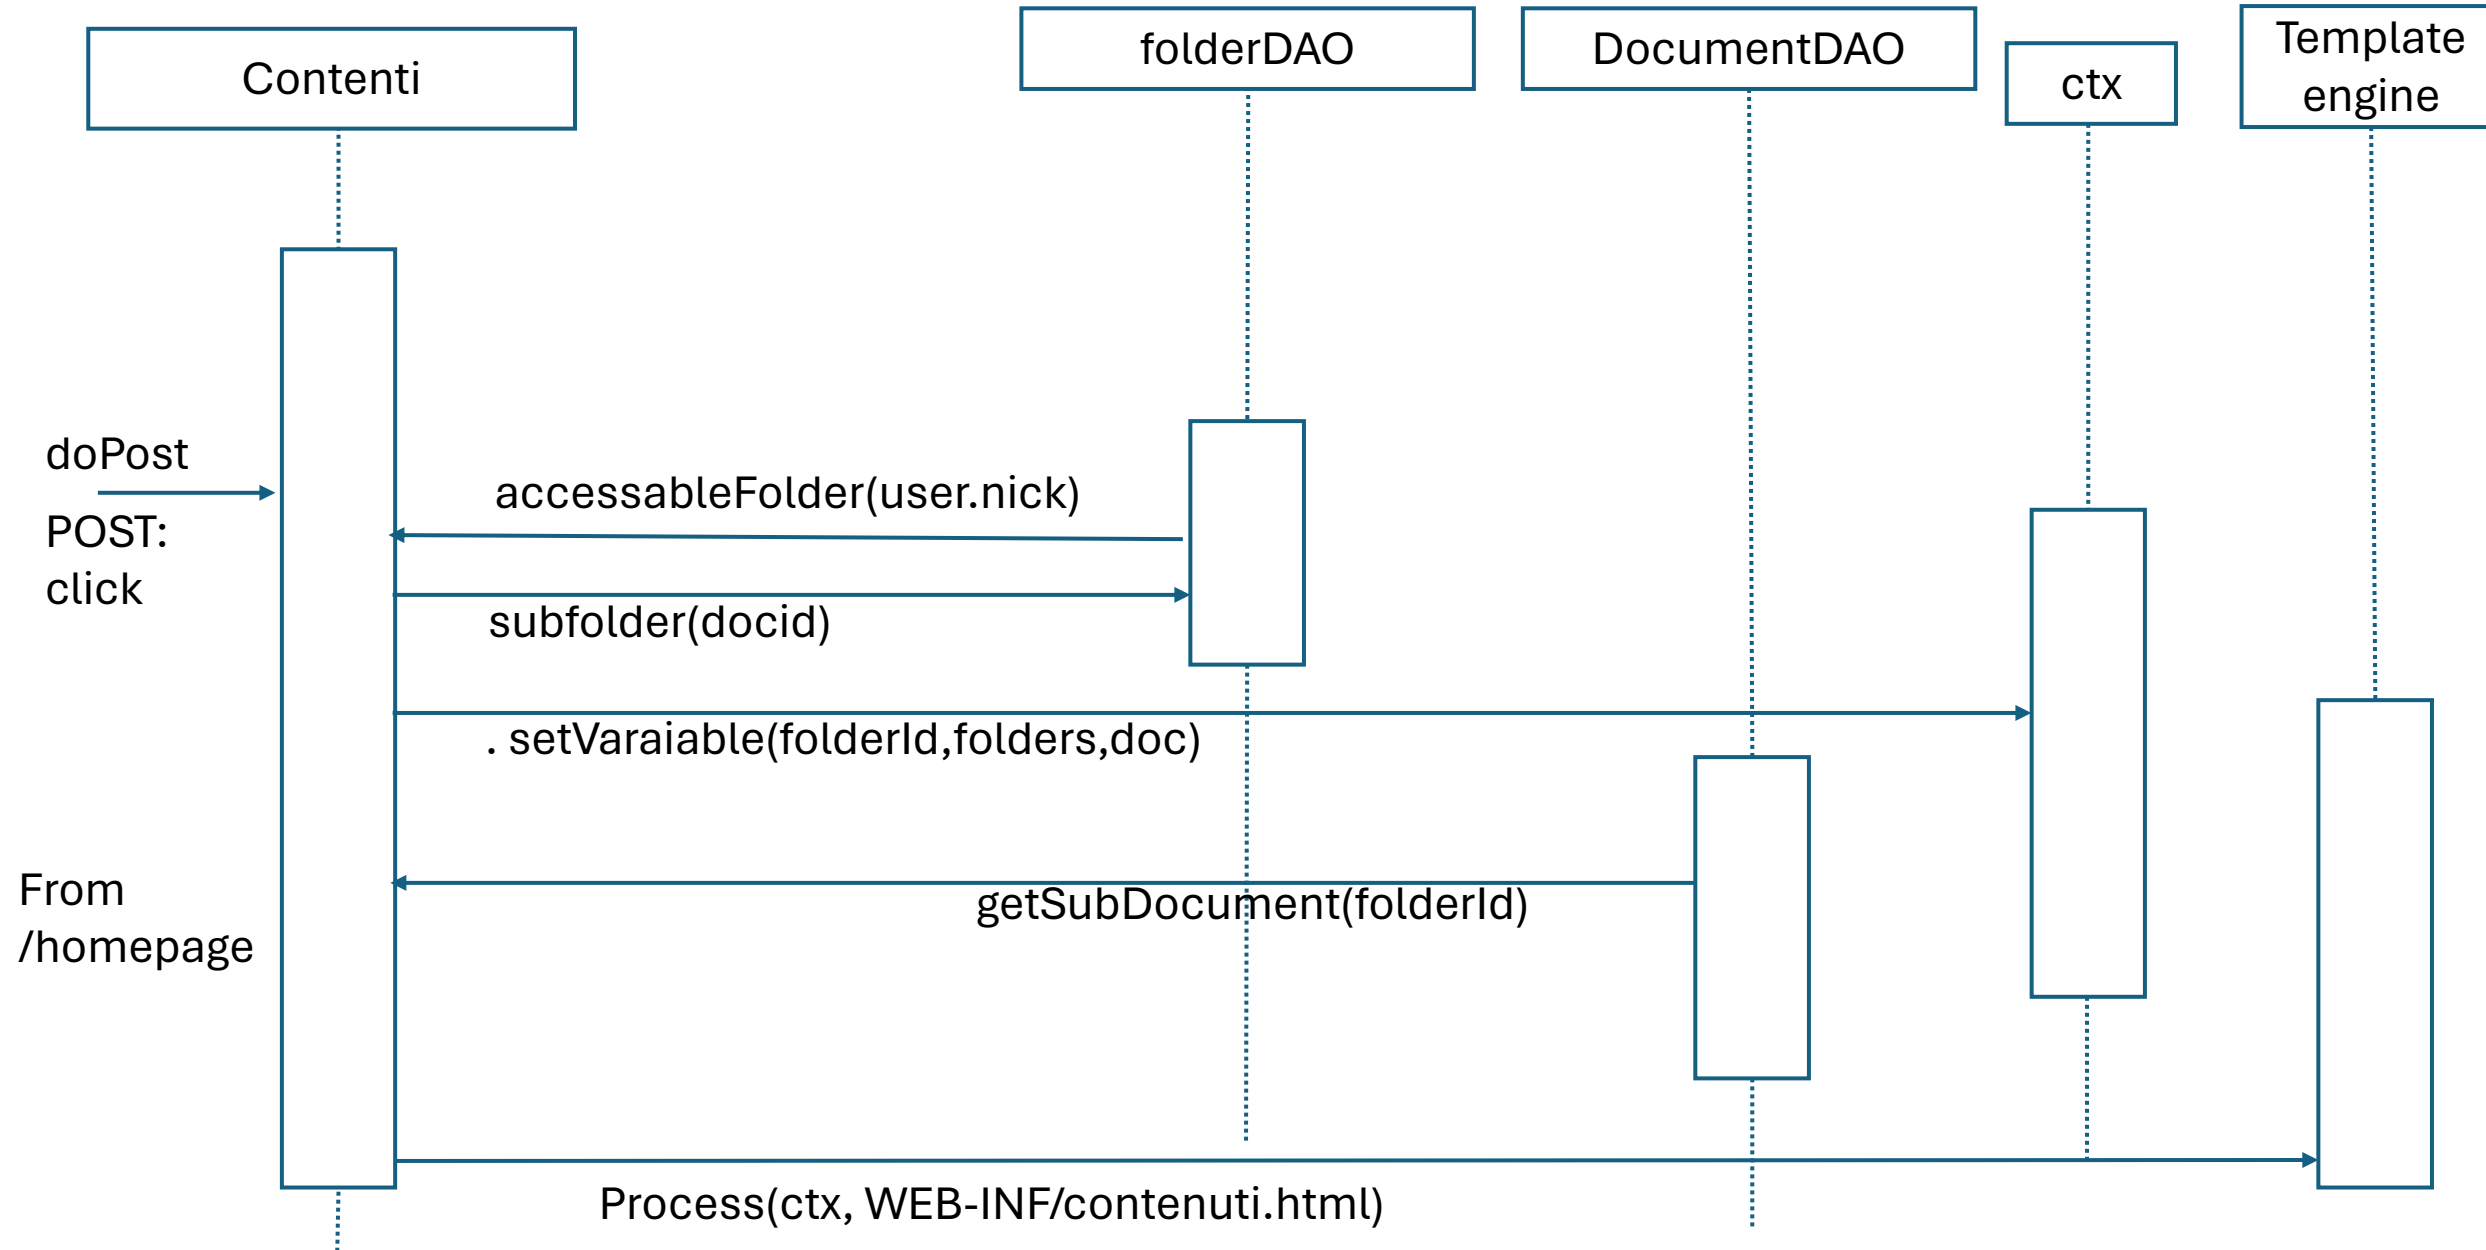 Contenti
folderDAO
DocumentDAO
ctx
Template
engine
doPost
POST:
click
accessableFolder(user.nick)
subfolder(docid)
. setVaraiable(folderId,folders,doc)
From
/homepage
getSubDocument(folderId)
Process(ctx, WEB-INF/contenuti.html)